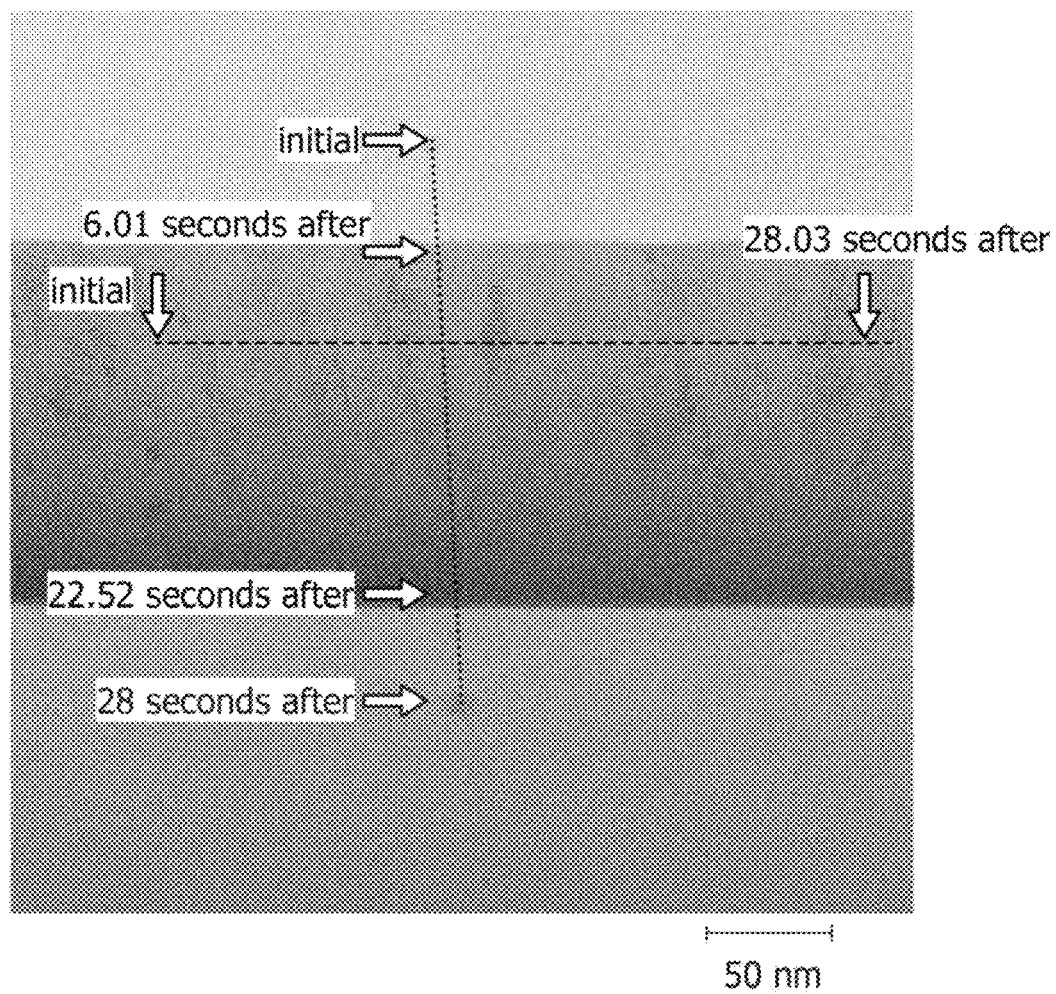 initial
6.01 seconds after
28.03 seconds after
initial
22.52 seconds after
28 seconds after
50 nm